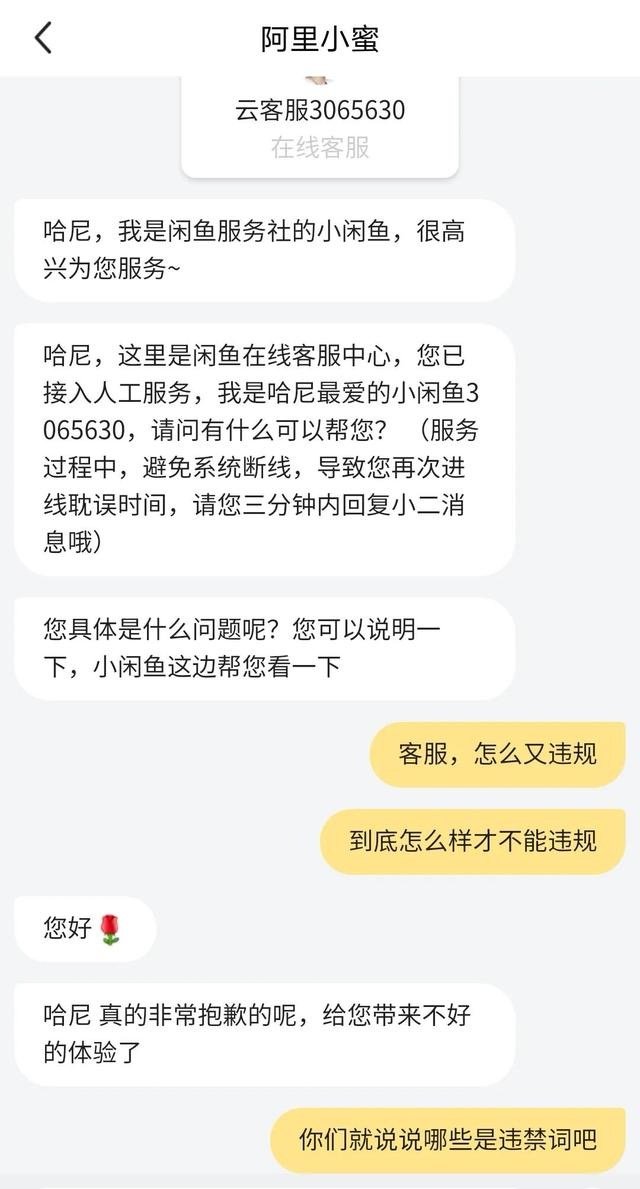 阿里小蜜
云客服3065630
在线客服
哈尼，我是闲鱼服务社的小闲鱼，很高
兴为您服务~
哈尼，这里是闲鱼在线客服中心，您已
接入人工服务，我是哈尼最爱的小闲鱼3
065630，请问有什么可以帮您？（服务
过程中，避免系统断线，导致您再次进
线耽误时间，请您三分钟内回复小二消
息哦）
您具体是什么问题呢？您可以说明一
下，小闲鱼这边帮您看一下
客服，怎么又违规
到底怎么样才不能违规
您好🌹
哈尼 真的非常抱歉的呢，给您带来不好
的体验了
你们就说说哪些是违禁词吧